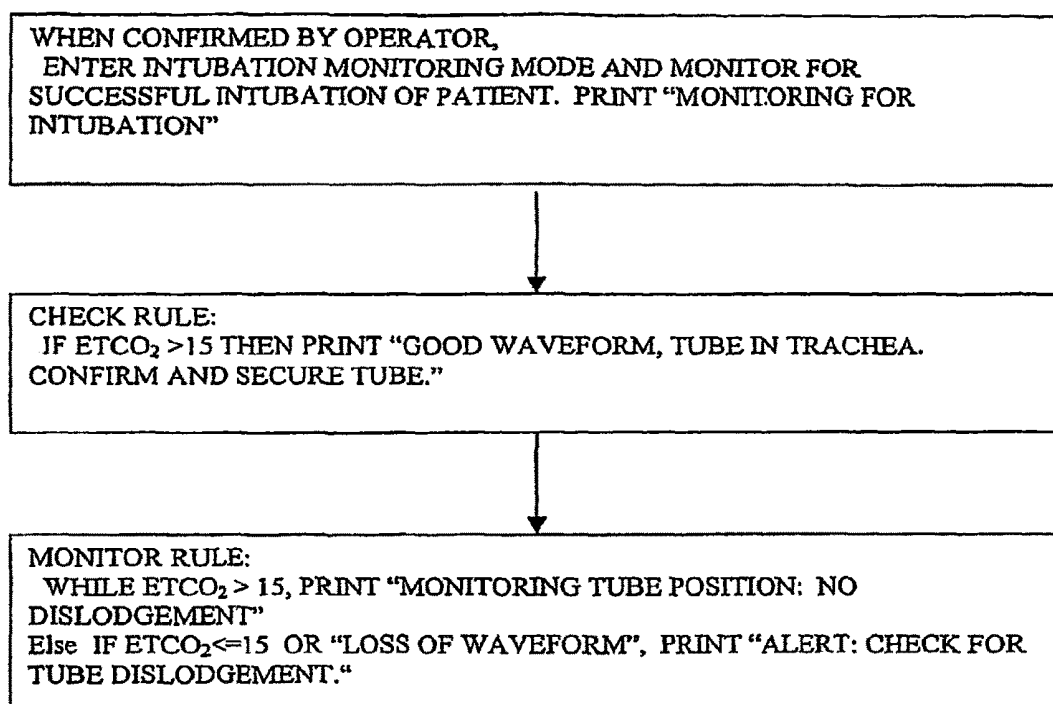 WHEN CONFIRMED BY OPERATOR,
ENTER INTUBATION MONITORING MODE AND MONITOR FOR
SUCCESSFUL INTUBATION OF PATIENT. PRINT “MONITORING FOR
INTUBATION”
CHECK RULE:
IF ETCO₂ >15 THEN PRINT “GOOD WAVEFORM, TUBE IN TRACHEA.
CONFIRM AND SECURE TUBE.”
MONITOR RULE:
WHILE ETCO₂ > 15, PRINT “MONITORING TUBE POSITION: NO
DISLODGEMENT”
Else IF ETCO₂<=15 OR “LOSS OF WAVEFORM”, PRINT “ALERT: CHECK FOR
TUBE DISLODGEMENT.“